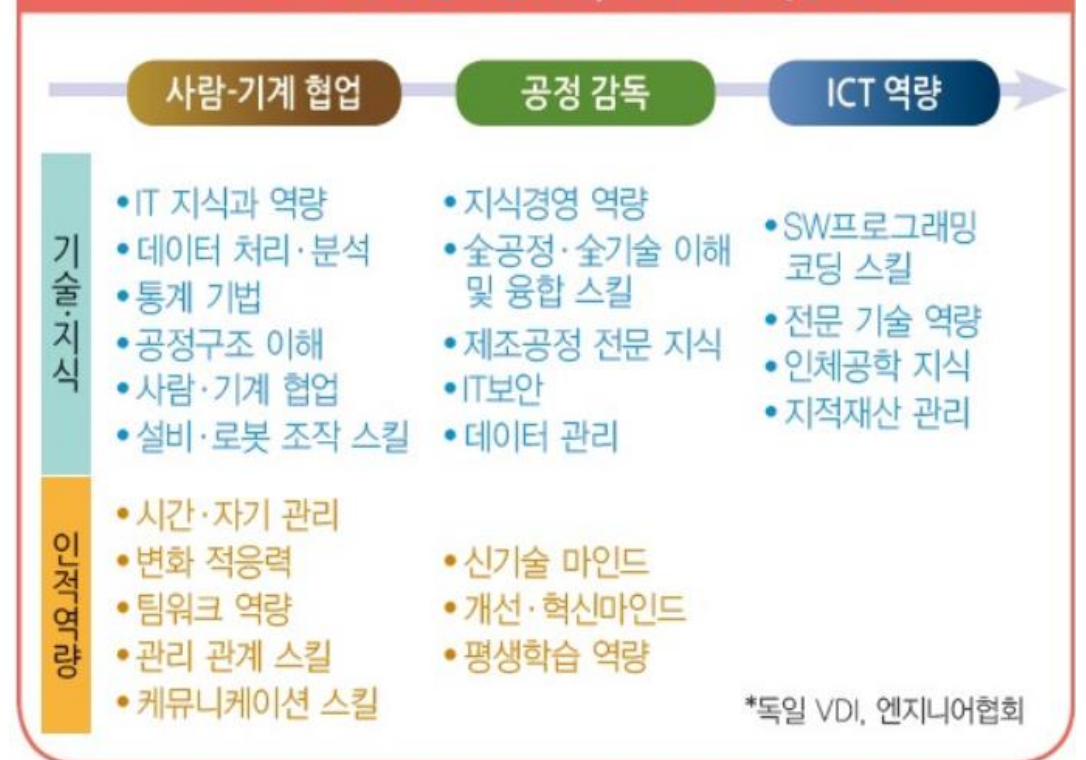 사람-기계 협업
공정 감독
ICT 역량
기술·지식
•IT 지식과 역량
•데이터 처리·분석
•통계 기법
•공정구조 이해
•사람·기계 협업
•설비·로봇 조작 스킬
•지식경영 역량
•全공정·全기술 이해
및 융합 스킬
•제조공정 전문 지식
•IT보안
•데이터 관리
•SW프로그래밍
코딩 스킬
•전문 기술 역량
•인체공학 지식
•지적재산 관리
인적역량
•시간·자기 관리
•변화 적응력
•팀워크 역량
•관리 관계 스킬
•케뮤니케이션 스킬
•신기술 마인드
•개선·혁신마인드
•평생학습 역량
*독일 VDI, 엔지니어협회